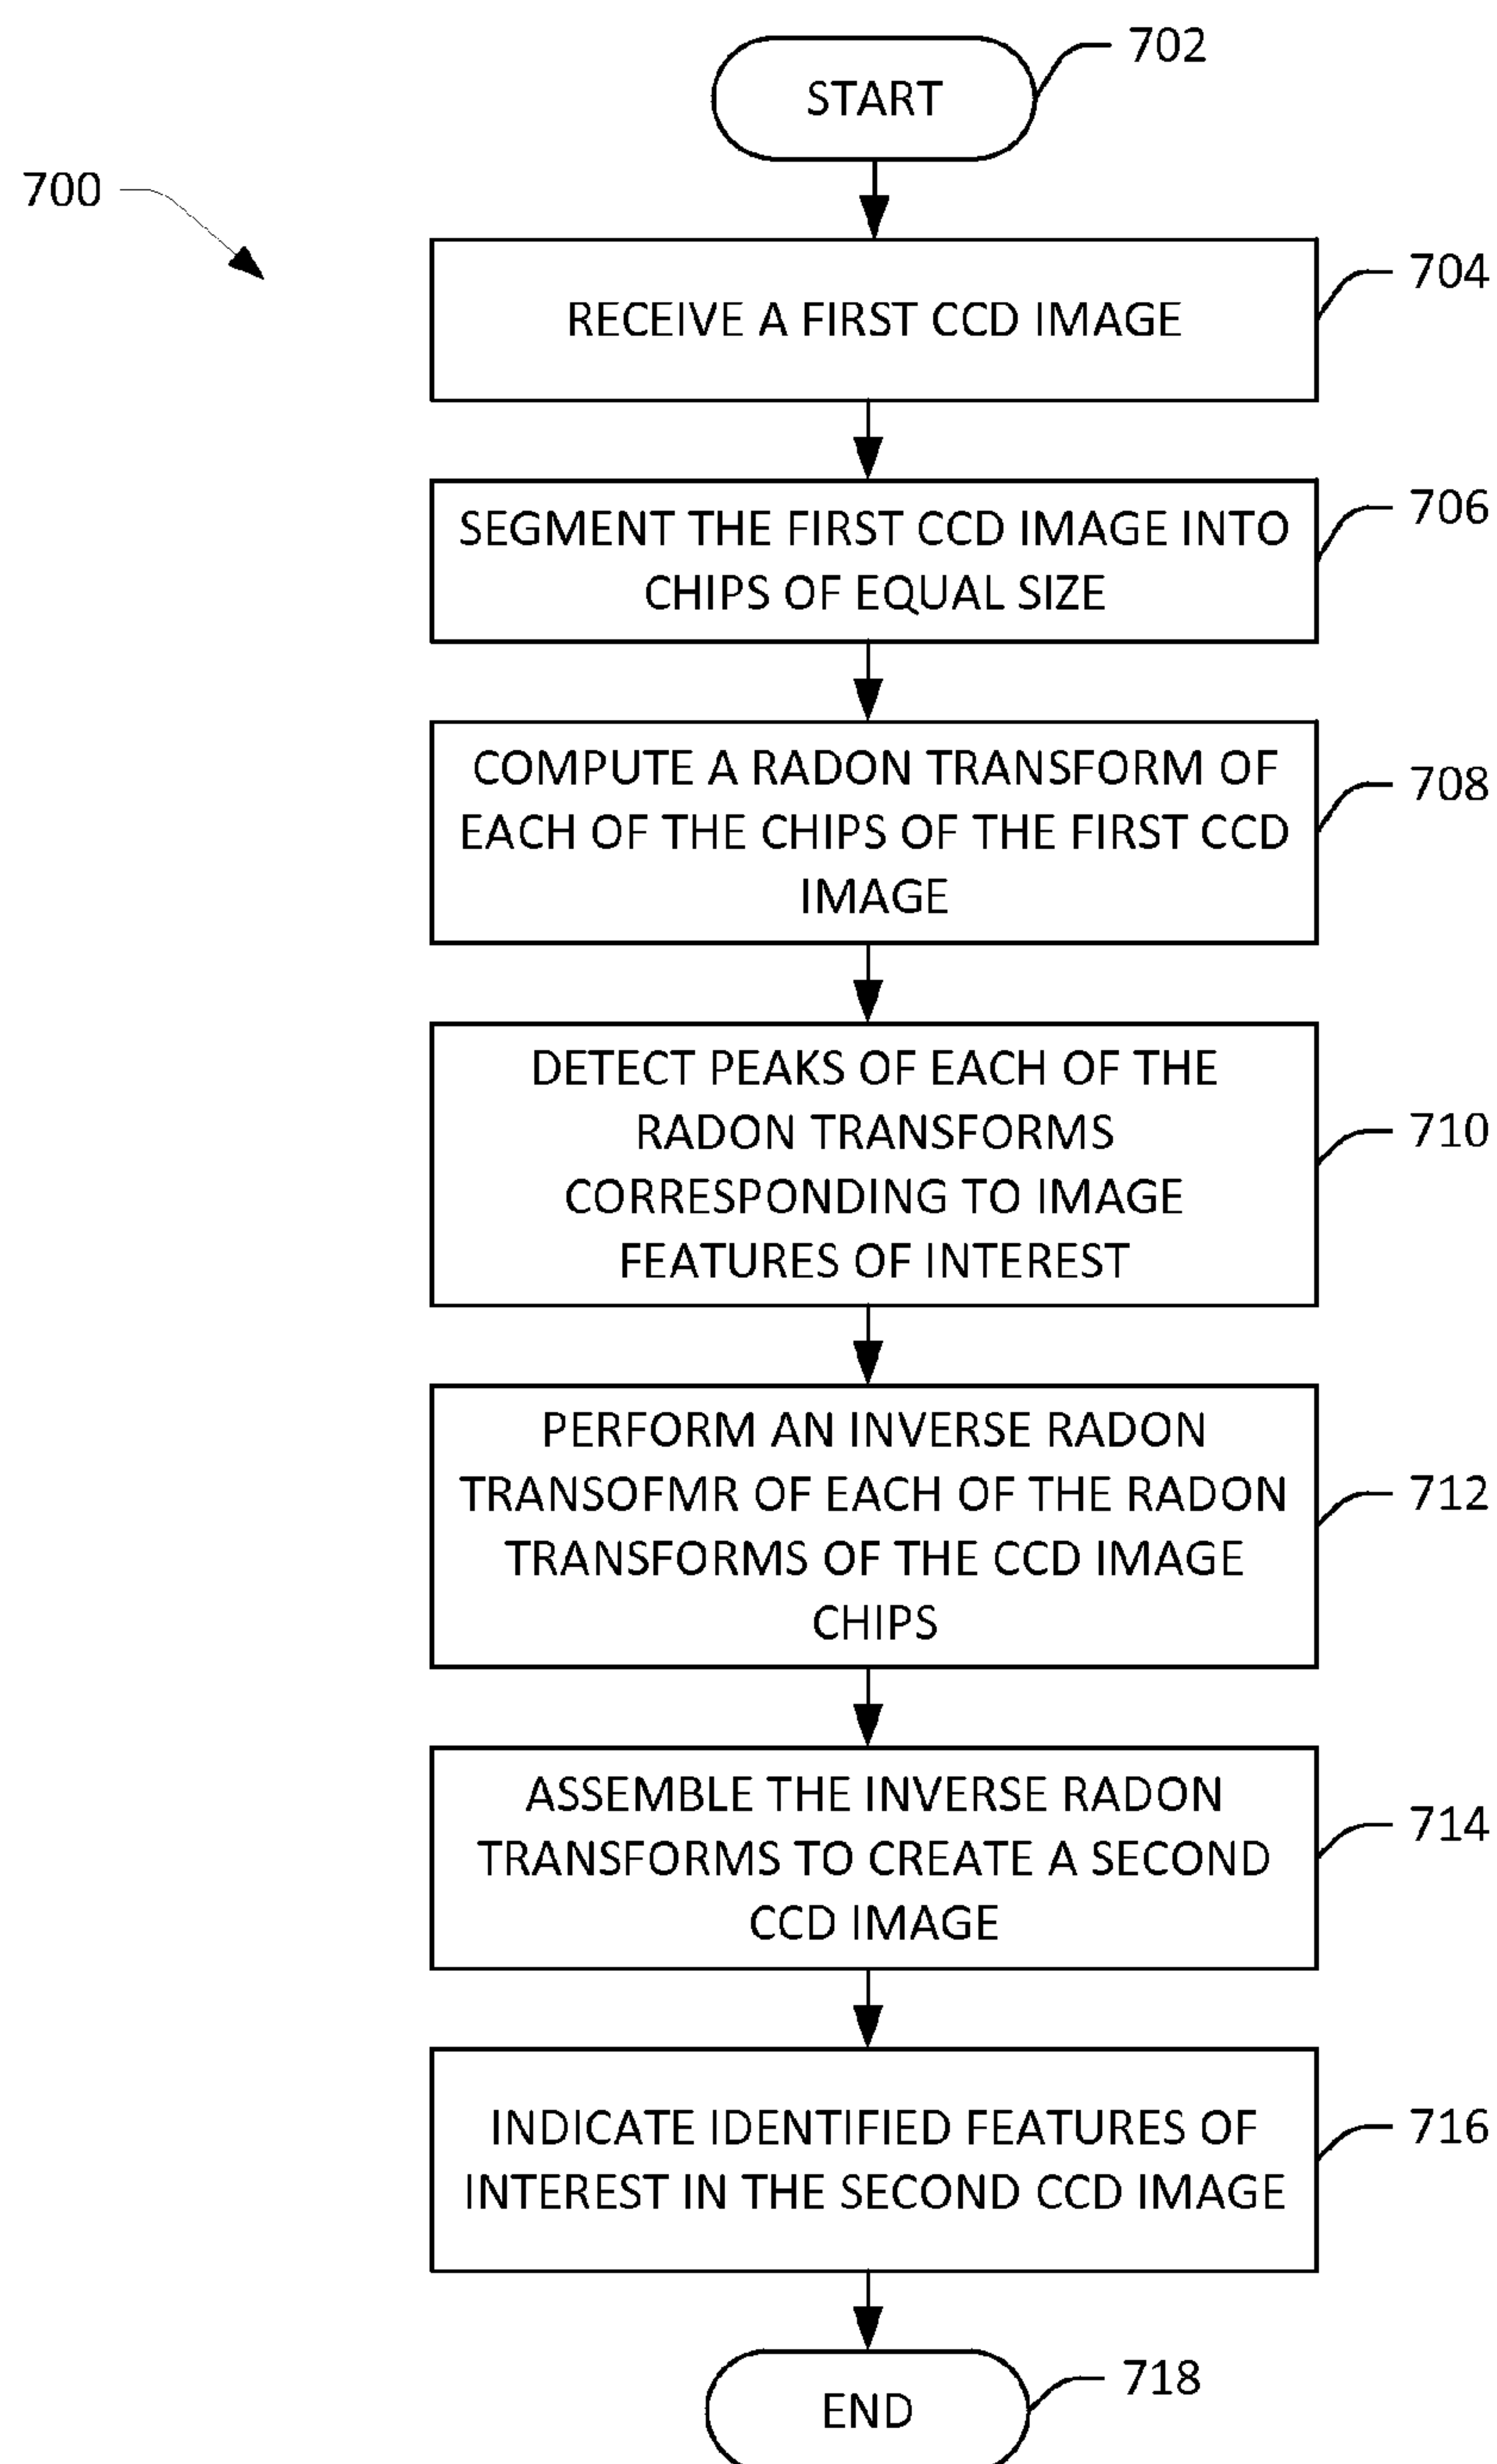 702
START
700
704
RECEIVE A FIRST CCD IMAGE
706
SEGMENT THE FIRST CCD IMAGE INTO
CHIPS OF EQUAL SIZE
708
COMPUTE A RADON TRANSFORM OF
EACH OF THE CHIPS OF THE FIRST CCD
IMAGE
DETECT PEAKS OF EACH OF THE
710
RADON TRANSFORMS
CORRESPONDING TO IMAGE
FEATURES OF INTEREST
PERFORM AN INVERSE RADON
712
TRANSOFMR OF EACH OF THE RADON
TRANSFORMS OF THE CCD IMAGE
CHIPS
ASSEMBLE THE INVERSE RADON
714
TRANSFORMS TO CREATE A SECOND
CCD IMAGE
716
INDICATE IDENTIFIED FEATURES OF
INTEREST IN THE SECOND CCD IMAGE
718
END